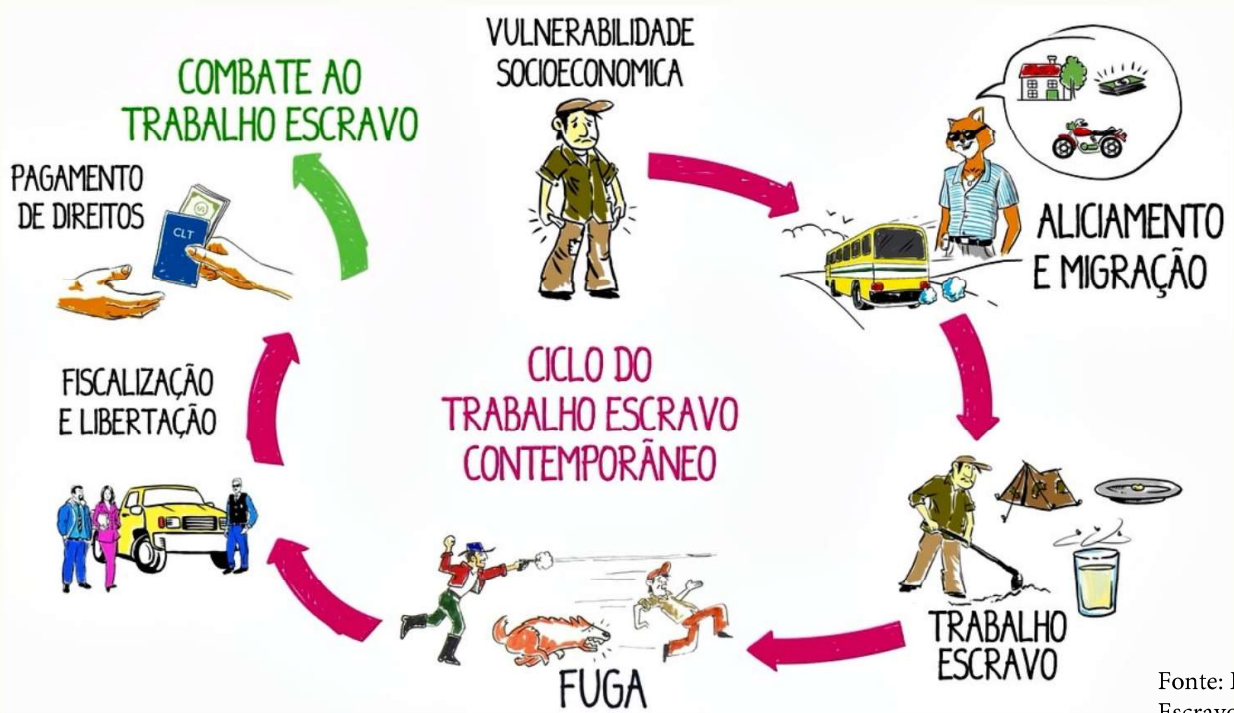 VULNERABILIDADE
SOCIOECONOMICA
ALICIAMENTO
E MIGRAÇÃO
TRABALHO
ESCRAVO
FUGA
FISCALIZAÇÃO
E LIBERTAÇÃO
PAGAMENTO
DE DIREITOS
CLT
COMBATE AO
TRABALHO ESCRAVO
CICLO DO
TRABALHO ESCRAVO
CONTEMPORÂNEO
Fonte:
Escravo